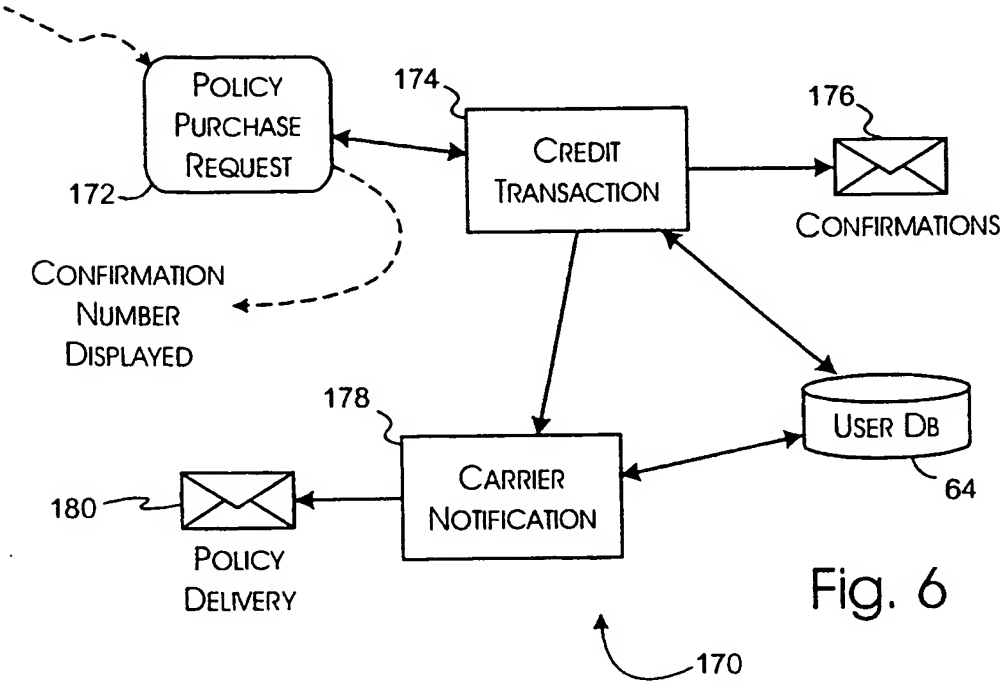 174
176
POLICY
PURCHASE
REQUEST
CREDIT
TRANSACTION
172
CONFIRMATIONS
CONFIRMATION
NUMBER
DISPLAYED
178
USER DB
CARRIER
NOTIFICATION
64
180
POLICY
DELIVERY
Fig. 6
170